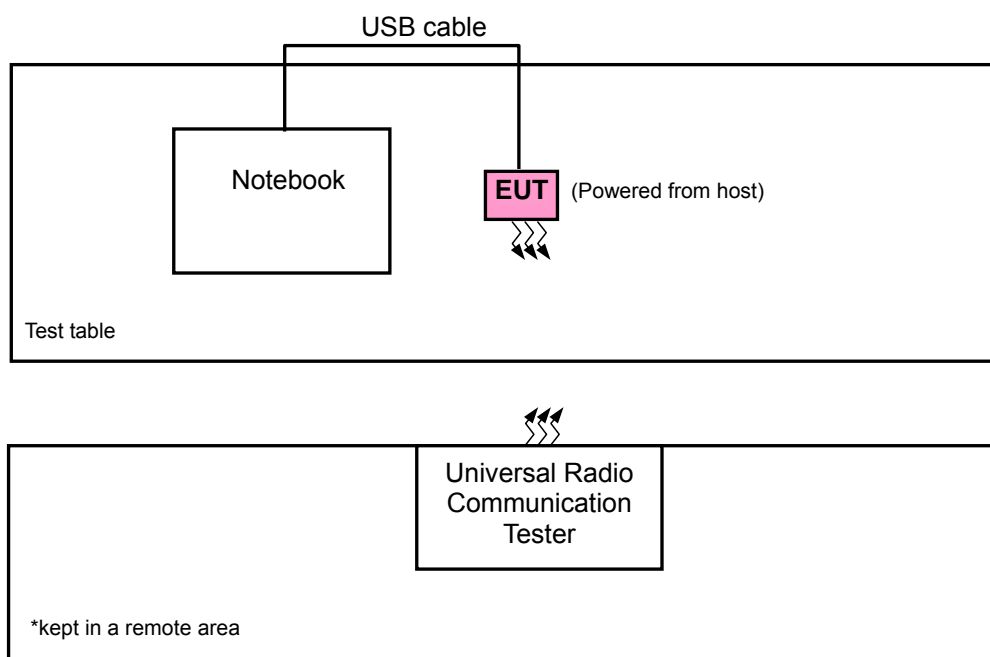 USB cable
Notebook
EUT
(Powered from host)
Test table
Universal Radio
Communication
Tester
*kept in a remote area